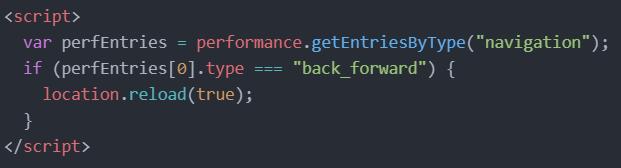 <script>
  var perfEntries = performance.getEntriesByType("navigation");
  if (perfEntries[0].type === "back_forward") {
    location.reload(true);
  }
</script>